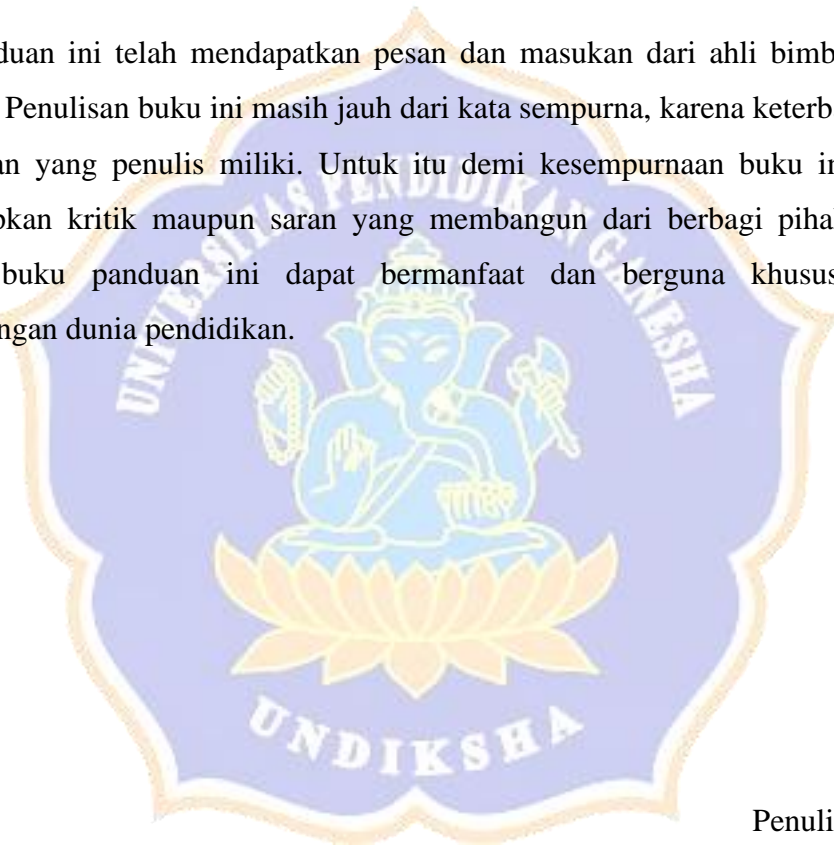 duan ini telah mendapatkan pesan dan masukan dari ahli bimb
Penulisan buku ini masih jauh dari kata sempurna, karena keterb
an yang penulis miliki. Untuk itu demi kesempurnaan buku in
pkan kritik maupun saran yang membangun dari berbagi piha
buku panduan ini dapat bermanfaat dan berguna khusus
ngan dunia pendidikan.
UNIVERSITAS PENDIDIKAN GANESHA
UNDIKSHA
Penuli